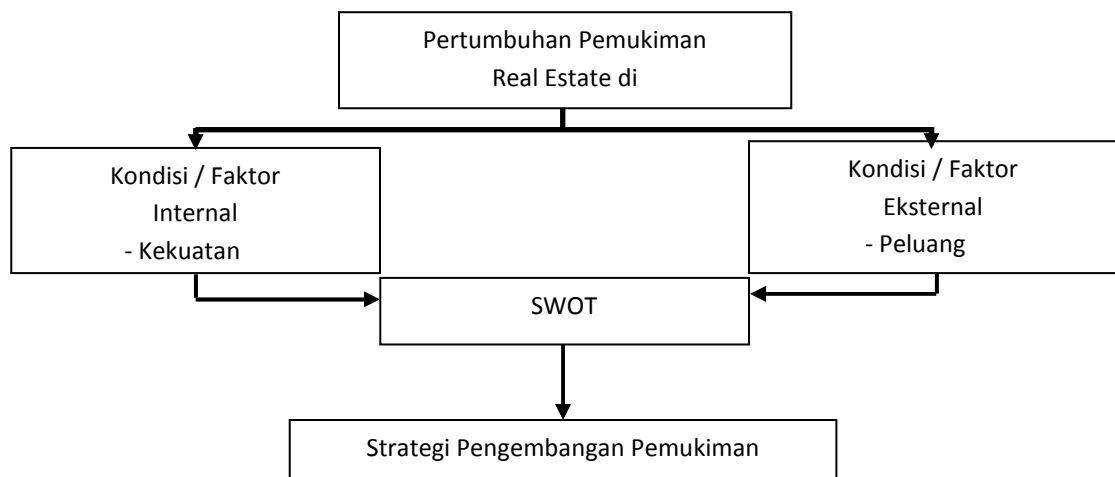 Pertumbuhan Pemukiman
Real Estate di
Kondisi / Faktor
Internal
- Kekuatan
Kondisi / Faktor
Eksternal
- Peluang
SWOT
Strategi Pengembangan Pemukiman